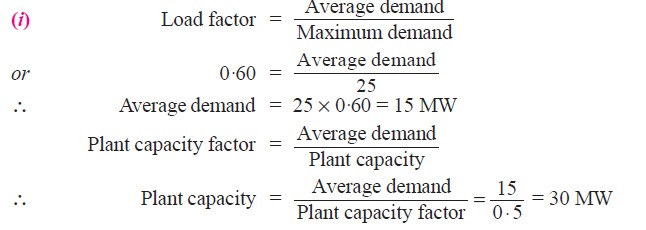 (i) Load factor = Average demand / Maximum demand
or 0·60 = Average demand / 25
∴ Average demand = 25 × 0·60 = 15 MW
Plant capacity factor = Average demand / Plant capacity
∴ Plant capacity = Average demand / Plant capacity factor = 15 / 0·5 = 30 MW